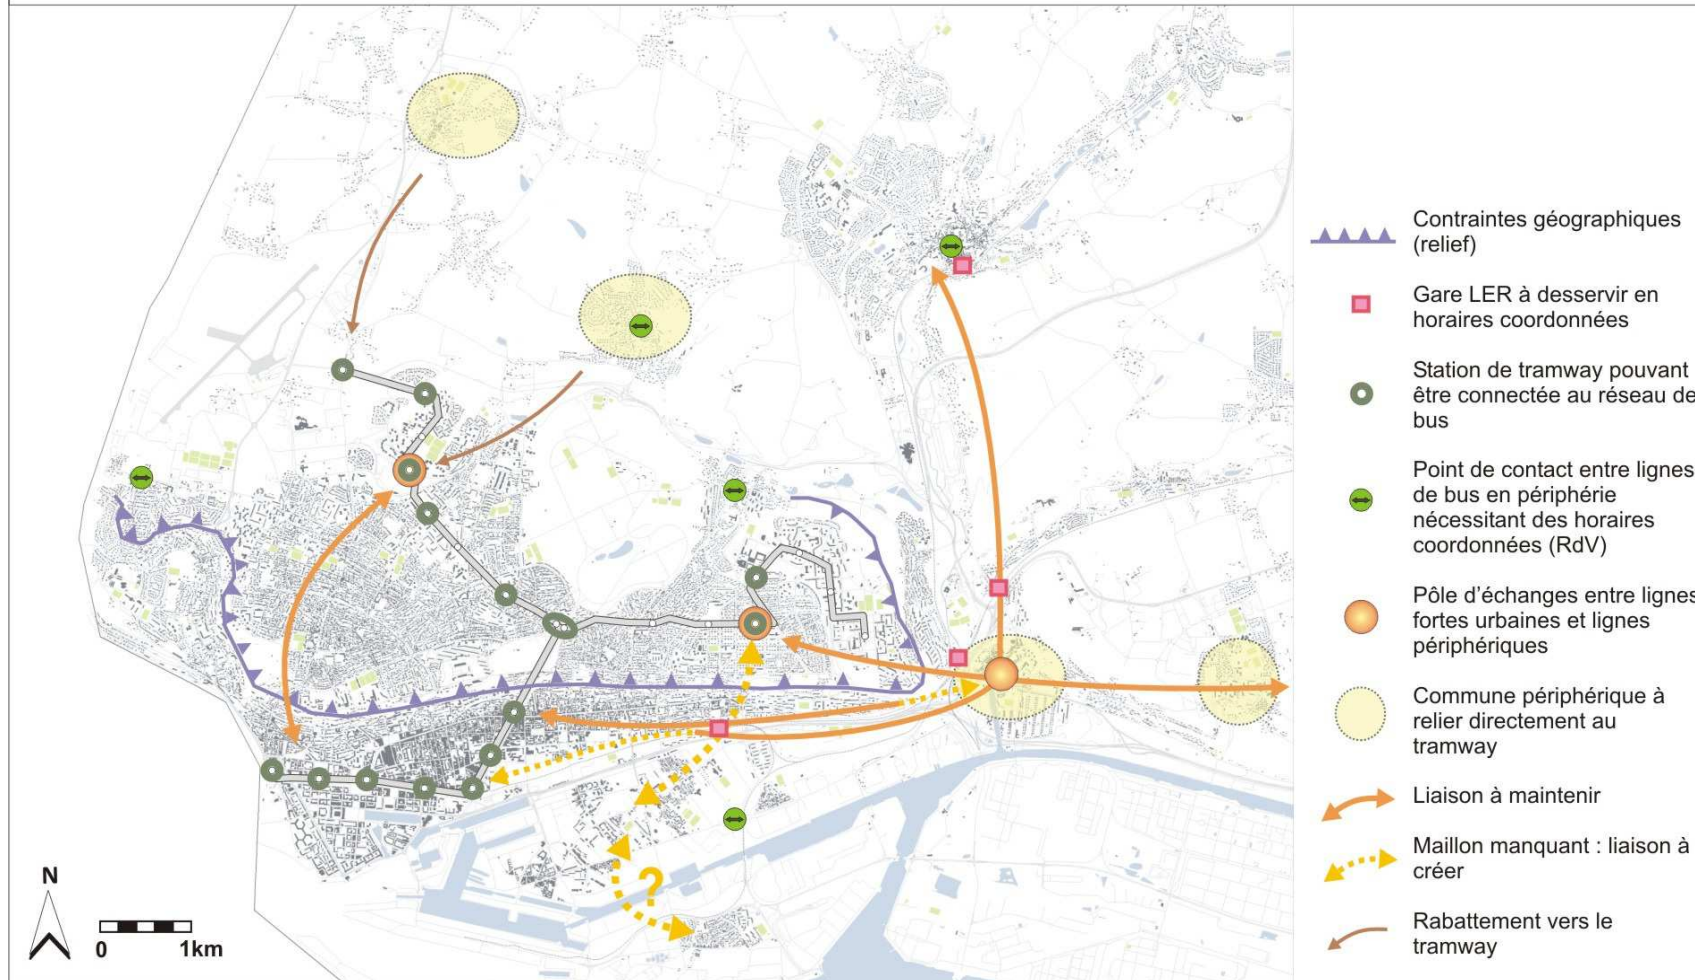 Contraintes géographiques
(relief)
Gare LER à desservir en
horaires coordonnées
Station de tramway pouvant
être connectée au réseau de
bus
Point de contact entre lignes
de bus en périphérie
nécessitant des horaires
coordonnées (RdV)
Pôle d'échanges entre lignes
fortes urbaines et lignes
périphériques
Commune périphérique à
relier directement au
tramway
Liaison à maintenir
Maillon manquant : liaison à
créer
Rabattement vers le
tramway
?
N
0 1km